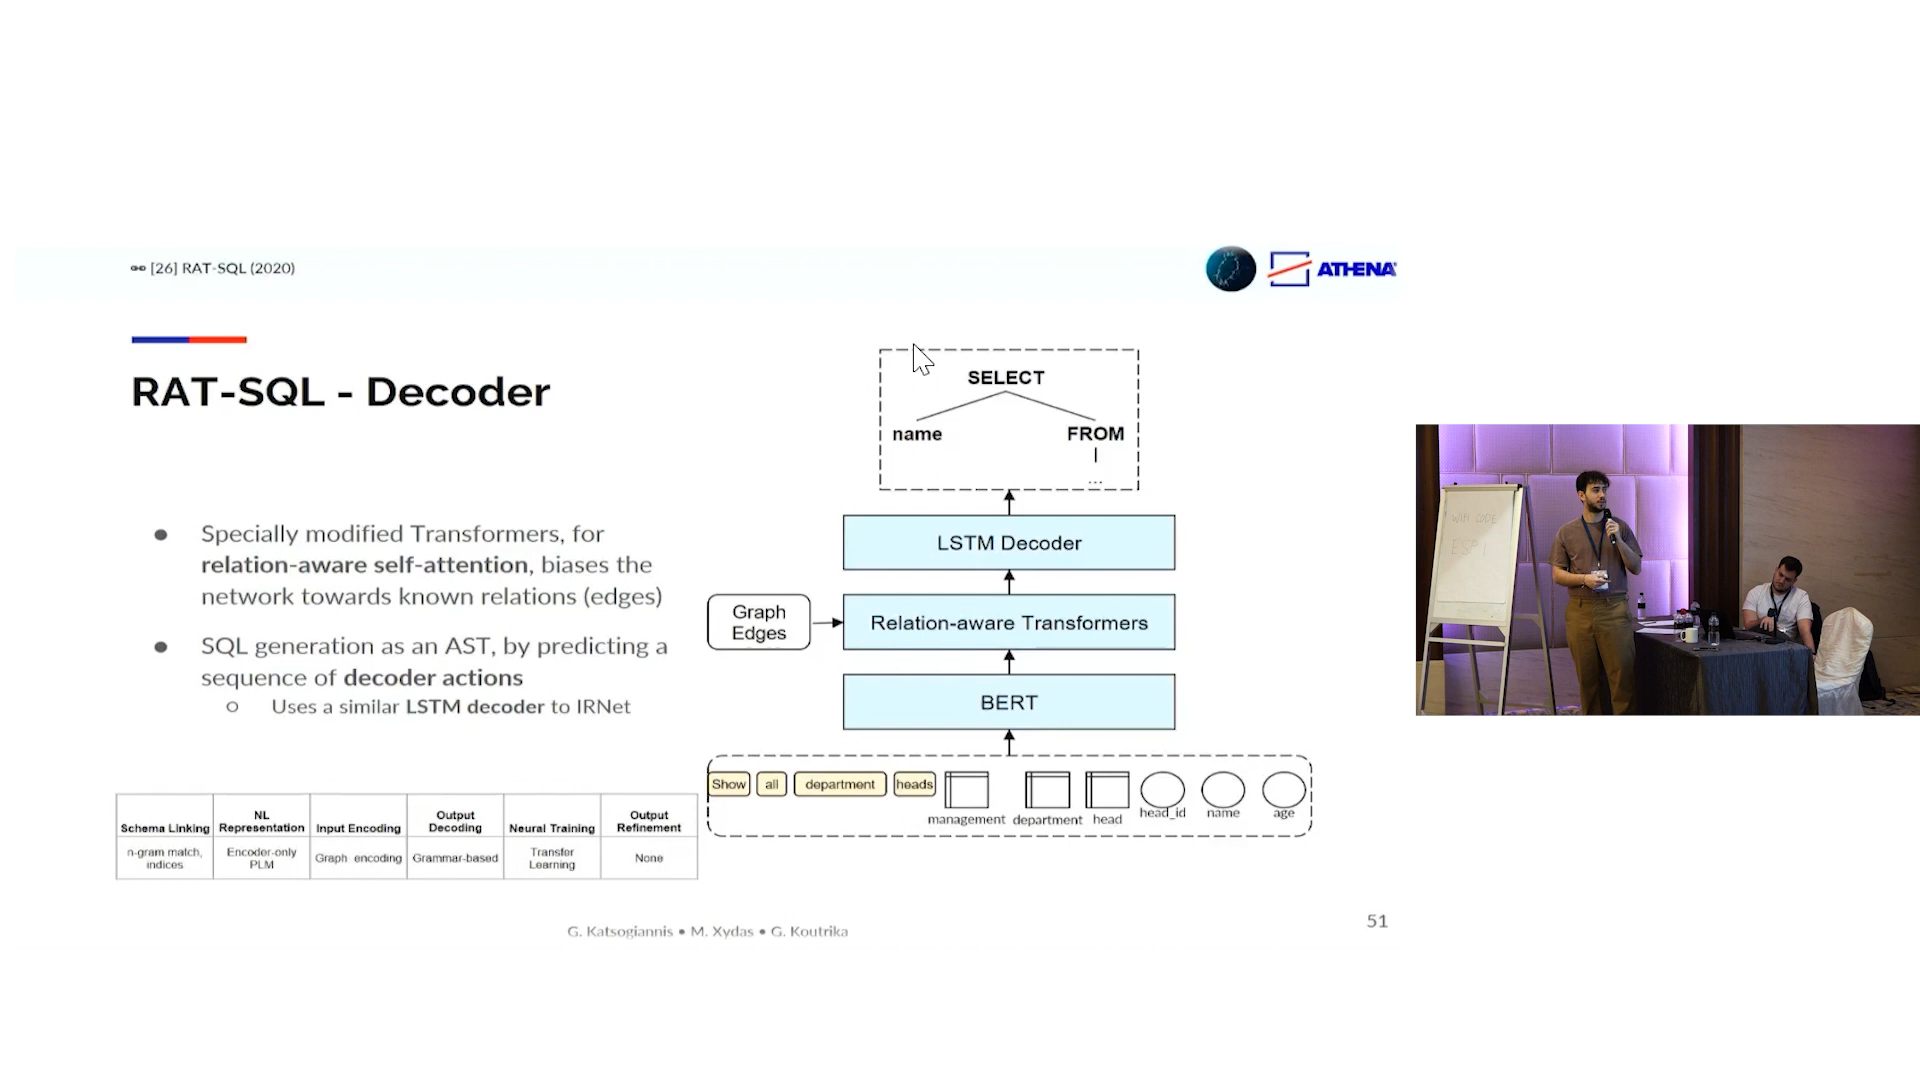 [26] RAT-SQL (2020)
ATHENA
RAT-SQL - Decoder
● Specially modified Transformers, for
relation-aware self-attention, biases the
network towards known relations (edges)
● SQL generation as an AST, by predicting a
sequence of decoder actions
○ Uses a similar LSTM decoder to IRNet
SELECT
name FROM
...
LSTM Decoder
Graph
Edges
Relation-aware Transformers
BERT
Show all department heads
management department head head_id name age
Schema Linking
NL
Representation
Input Encoding
Output
Decoding
Neural Training
Output
Refinement
n-gram match,
indices
Encoder-only
PLM
Graph encoding
Grammar-based
Transfer
Learning
None
G. Katsogiannis ● M. Xydas ● G. Koutrika
51
WIFI CODE